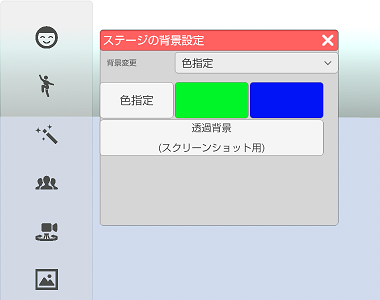 ステージの背景設定
背景変更
色指定
色指定
透過背景
(スクリーンショット用)